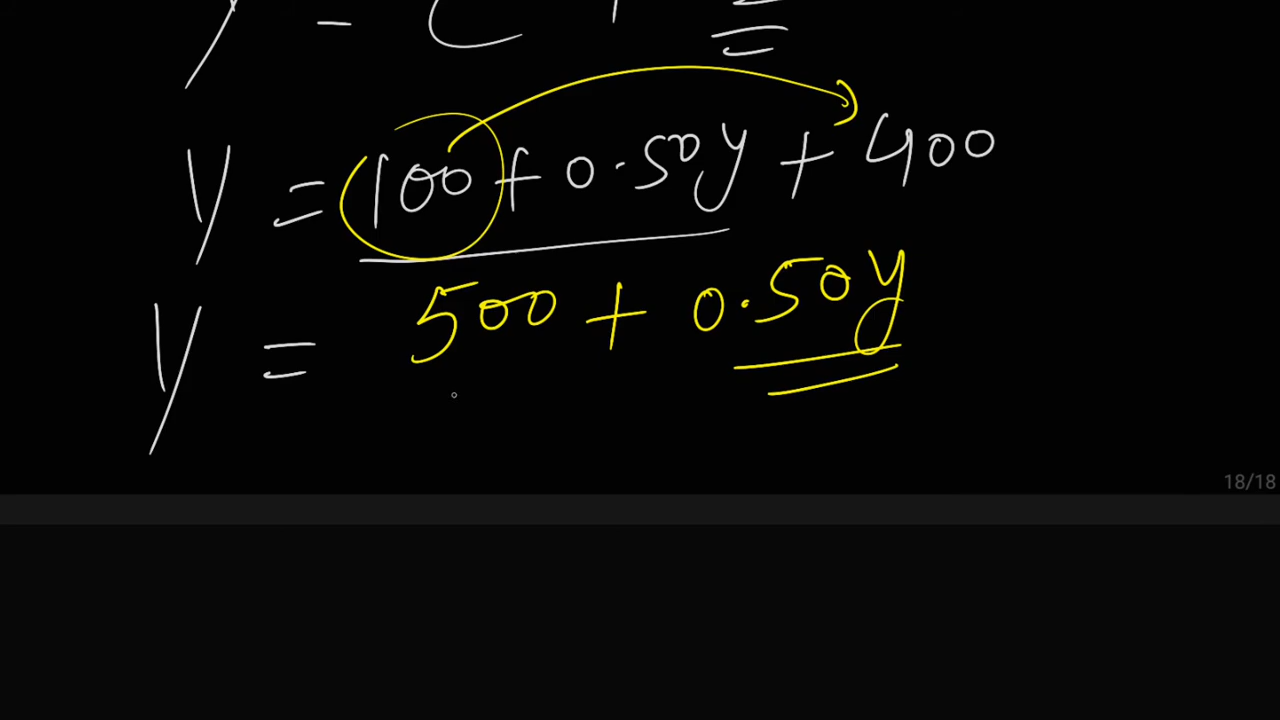 y = C +
y = 100 + 0.50y + 400
y = 500 + 0.50y
18/18